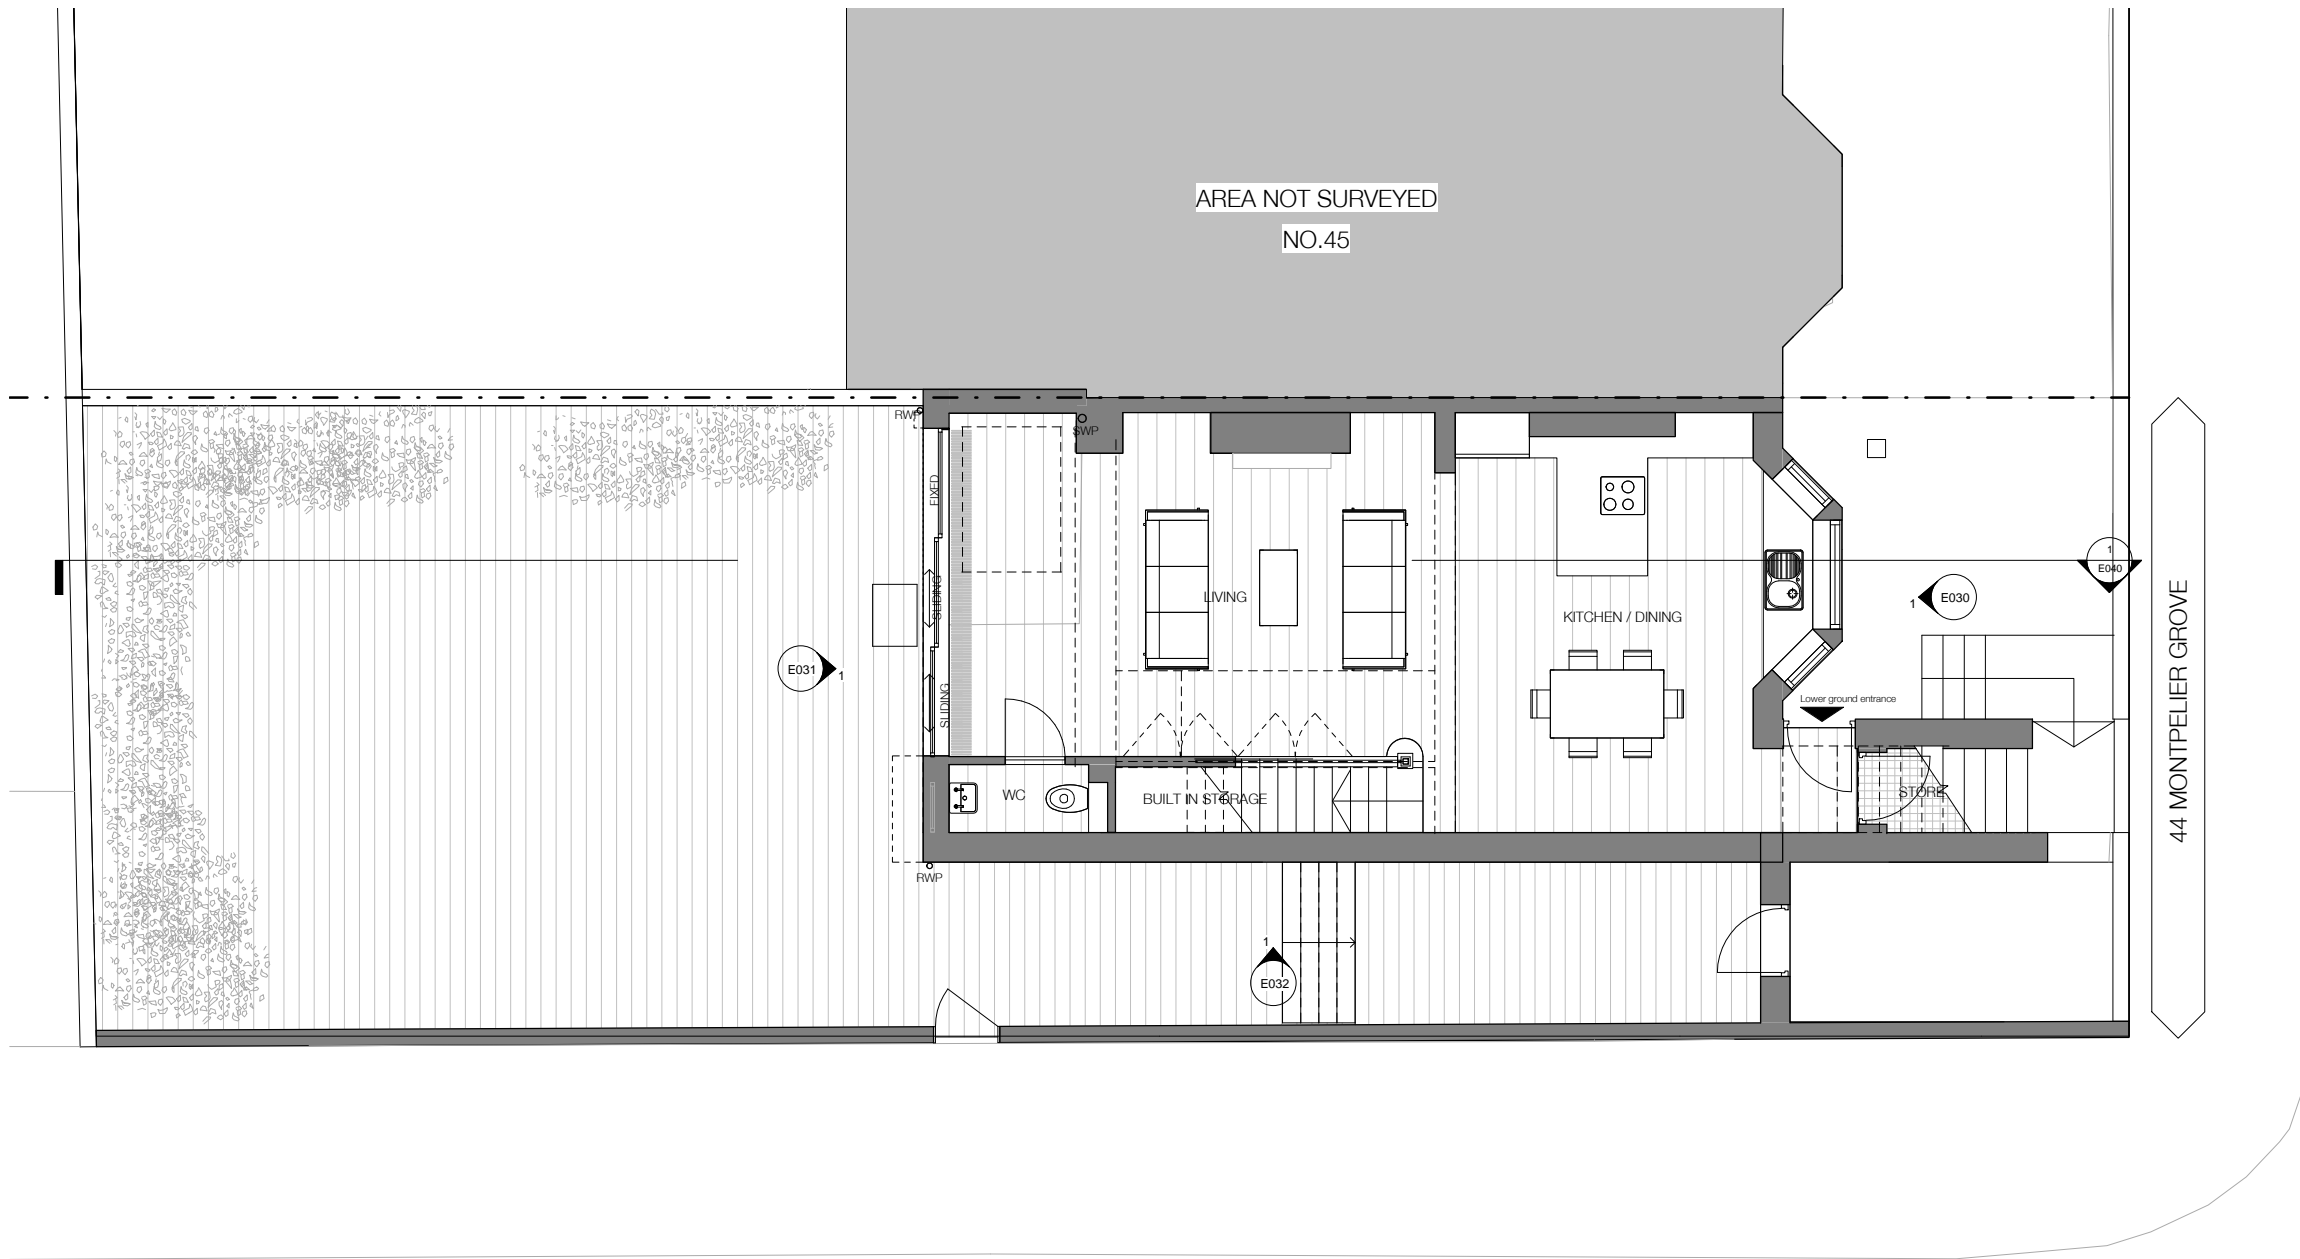 AREA NOT SURVEYED
NO.45
RWP
SWP
FIXED
SLIDING
SLIDING
LIVING
KITCHEN / DINING
1
E040
1
E030
E031
1
Lower ground entrance
44 MONTPELIER GROVE
WC
BUILT IN STORAGE
STORE
RWP
1
E032